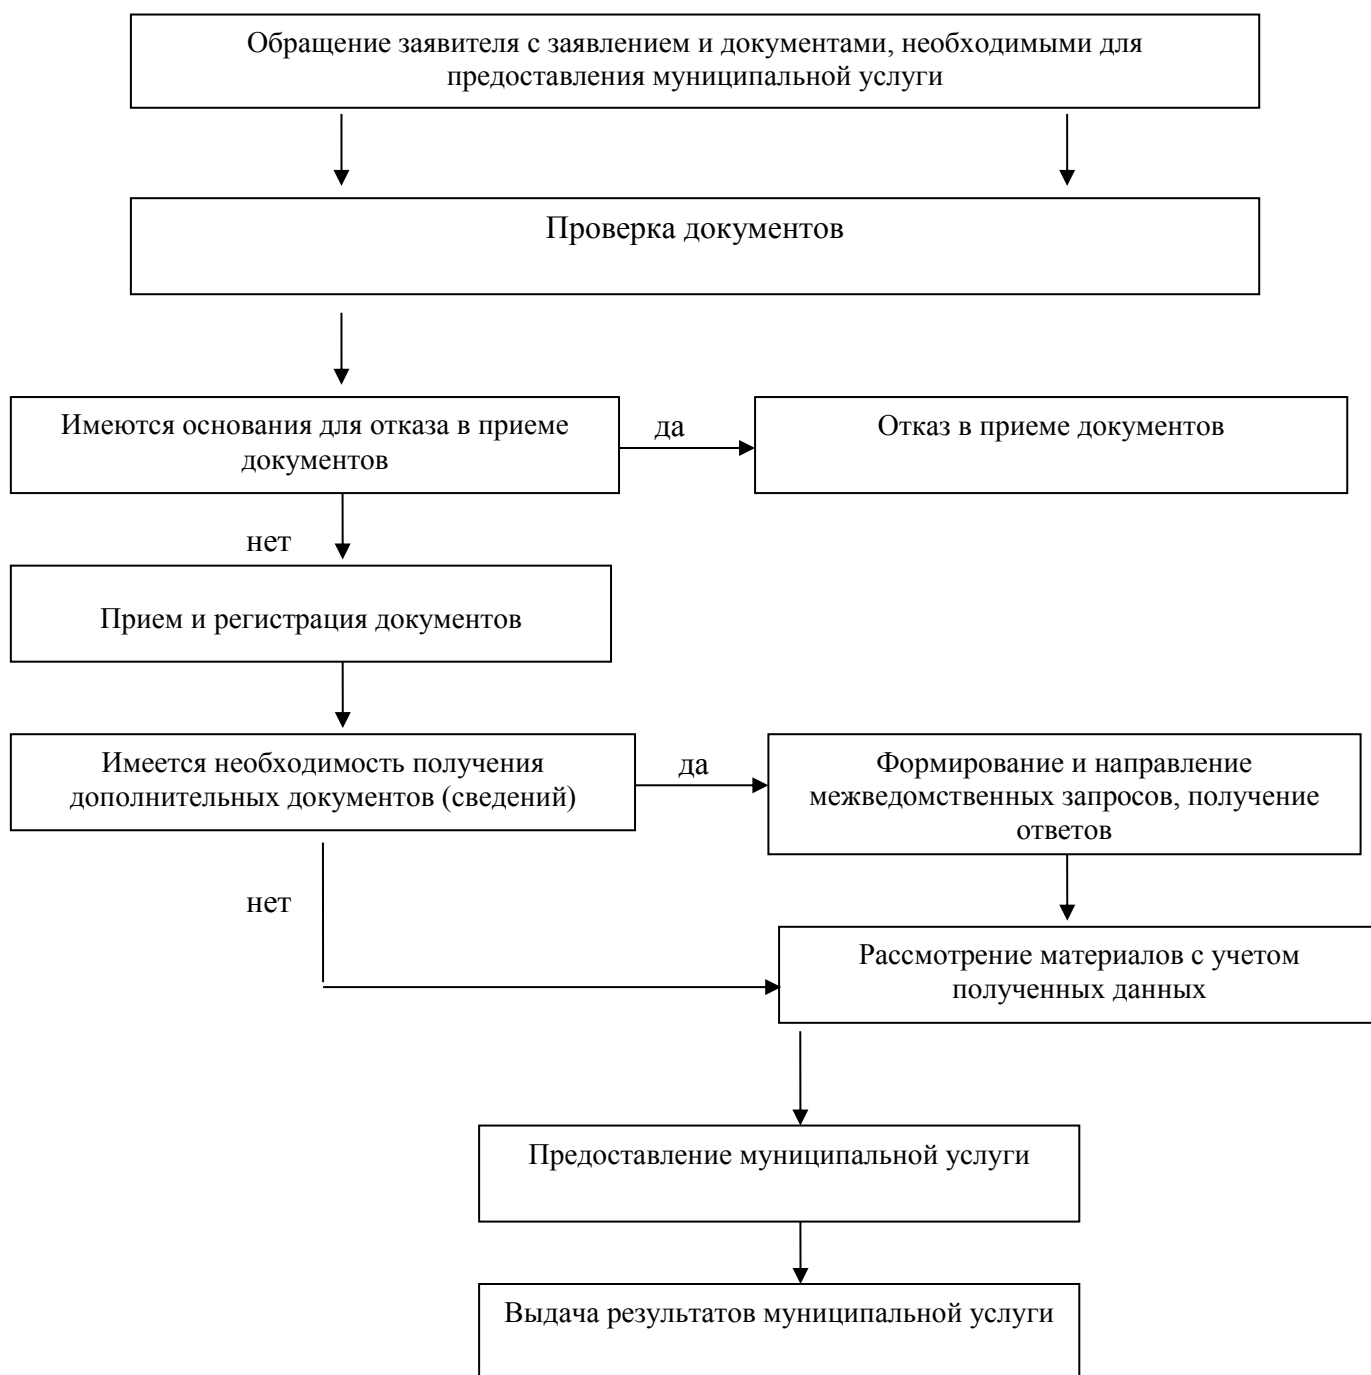 Обращение заявителя с заявлением и документами, необходимыми для
предоставления муниципальной услуги
Проверка документов
Имеются основания для отказа в приеме
документов
да
Отказ в приеме документов
нет
Прием и регистрация документов
Имеется необходимость получения
дополнительных документов (сведений)
да
Формирование и направление
межведомственных запросов, получение
ответов
нет
Рассмотрение материалов с учетом
полученных данных
Предоставление муниципальной услуги
Выдача результатов муниципальной услуги